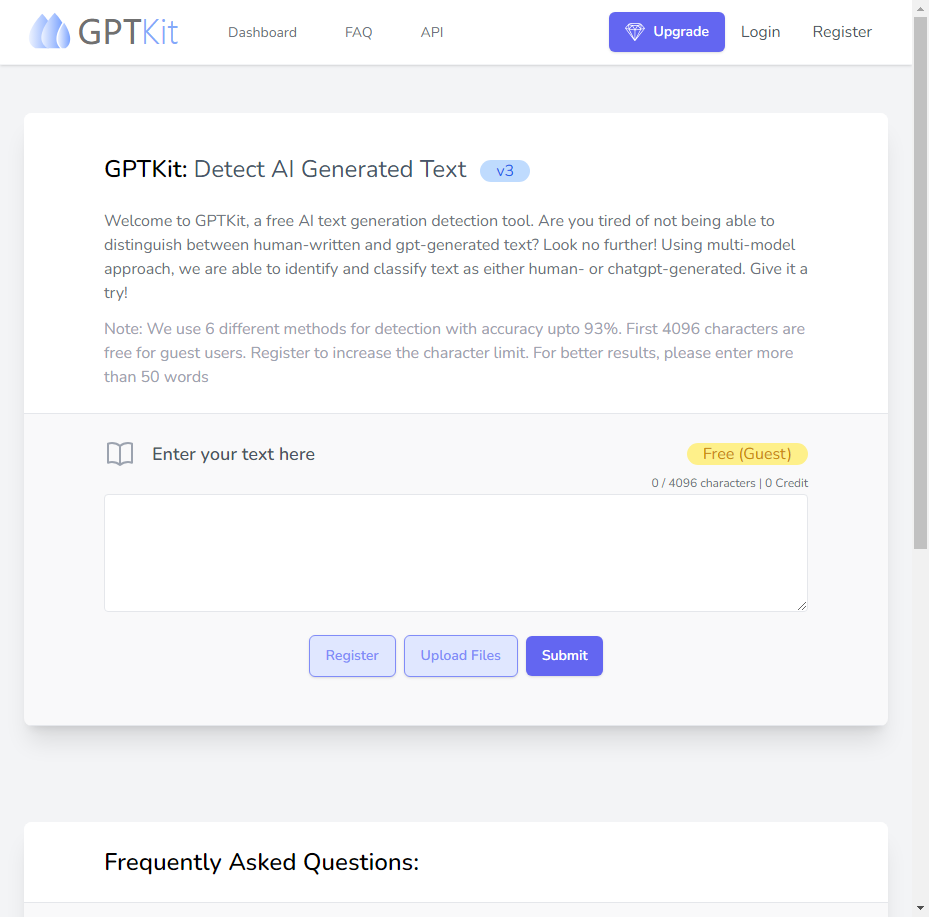 GPTKit
Dashboard
FAQ
API
Upgrade
Login
Register
GPTKit: Detect AI Generated Text
v3
Welcome to GPTKit, a free AI text generation detection tool. Are you tired of not being able to
distinguish between human-written and gpt-generated text? Look no further! Using multi-model
approach, we are able to identify and classify text as either human- or chatgpt-generated. Give it a
try!
Note: We use 6 different methods for detection with accuracy upto 93%. First 4096 characters are
free for guest users. Register to increase the character limit. For better results, please enter more
than 50 words
Enter your text here
Free (Guest)
0 / 4096 characters | 0 Credit
Register
Upload Files
Submit
Frequently Asked Questions: